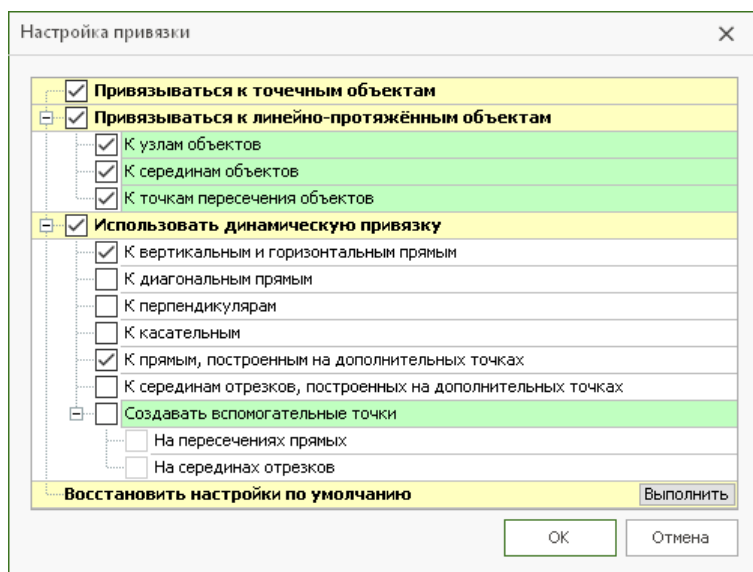 Настройка привязки
Привязываться к точечным объектам
Привязываться к линейно-протяжённым объектам
К узлам объектов
К серединам объектов
К точкам пересечения объектов
Использовать динамическую привязку
К вертикальным и горизонтальным прямым
К диагональным прямым
К перпендикулярам
К касательным
К прямым, построенным на дополнительных точках
К серединам отрезков, построенных на дополнительных точках
Создавать вспомогательные точки
На пересечениях прямых
На серединах отрезков
Восстановить настройки по умолчанию Выполнить
ОК Отмена